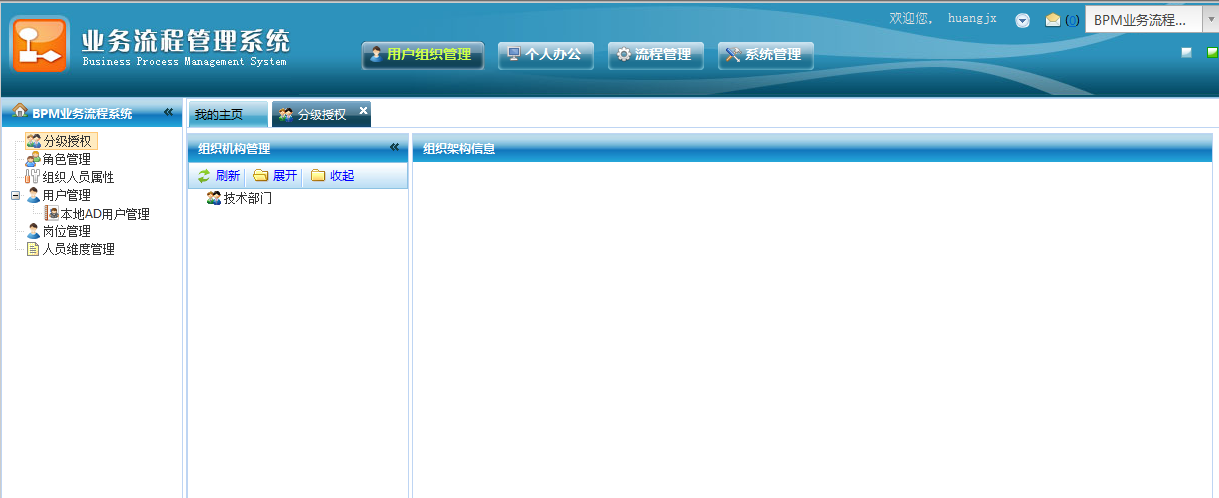 欢迎您， huangjx
(0)
BPM业务流程...
业务流程管理系统
Business Process Management System
用户组织管理
个人办公
流程管理
系统管理
BPM业务流程系统
我的主页
分级授权
分级授权
角色管理
组织人员属性
用户管理
本地AD用户管理
岗位管理
人员维度管理
组织机构管理
刷新
展开
收起
技术部门
组织架构信息